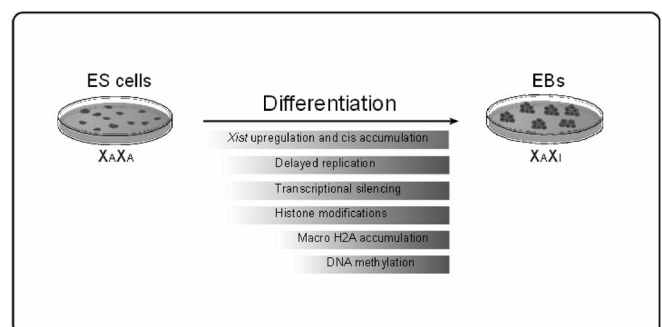 ES cells
EBs
Differentiation
Xist upregulation and cis accumulation
Delayed replication
Transcriptional silencing
Histone modifications
Macro H2A accumulation
DNA methylation
XAXA
XAXI